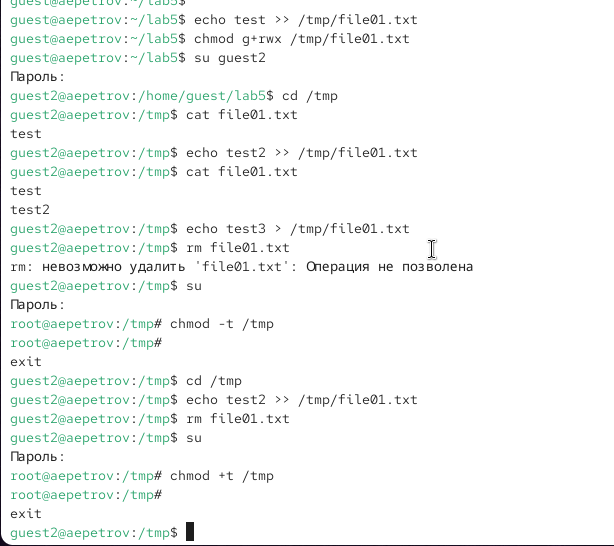 guest@aepetrov:~/lab5$
guest@aepetrov:~/lab5$ echo test >> /tmp/file01.txt
guest@aepetrov:~/lab5$ chmod g+rwx /tmp/file01.txt
guest@aepetrov:~/lab5$ su guest2
Пароль:
guest2@aepetrov:/home/guest/lab5$ cd /tmp
guest2@aepetrov:/tmp$ cat file01.txt
test
guest2@aepetrov:/tmp$ echo test2 >> /tmp/file01.txt
guest2@aepetrov:/tmp$ cat file01.txt
test
test2
guest2@aepetrov:/tmp$ echo test3 > /tmp/file01.txt
guest2@aepetrov:/tmp$ rm file01.txt
rm: невозможно удалить 'file01.txt': Операция не позволена
guest2@aepetrov:/tmp$ su
Пароль:
root@aepetrov:/tmp# chmod -t /tmp
root@aepetrov:/tmp#
exit
guest2@aepetrov:/tmp$ cd /tmp
guest2@aepetrov:/tmp$ echo test2 >> /tmp/file01.txt
guest2@aepetrov:/tmp$ rm file01.txt
guest2@aepetrov:/tmp$ su
Пароль:
root@aepetrov:/tmp# chmod +t /tmp
root@aepetrov:/tmp#
exit
guest2@aepetrov:/tmp$